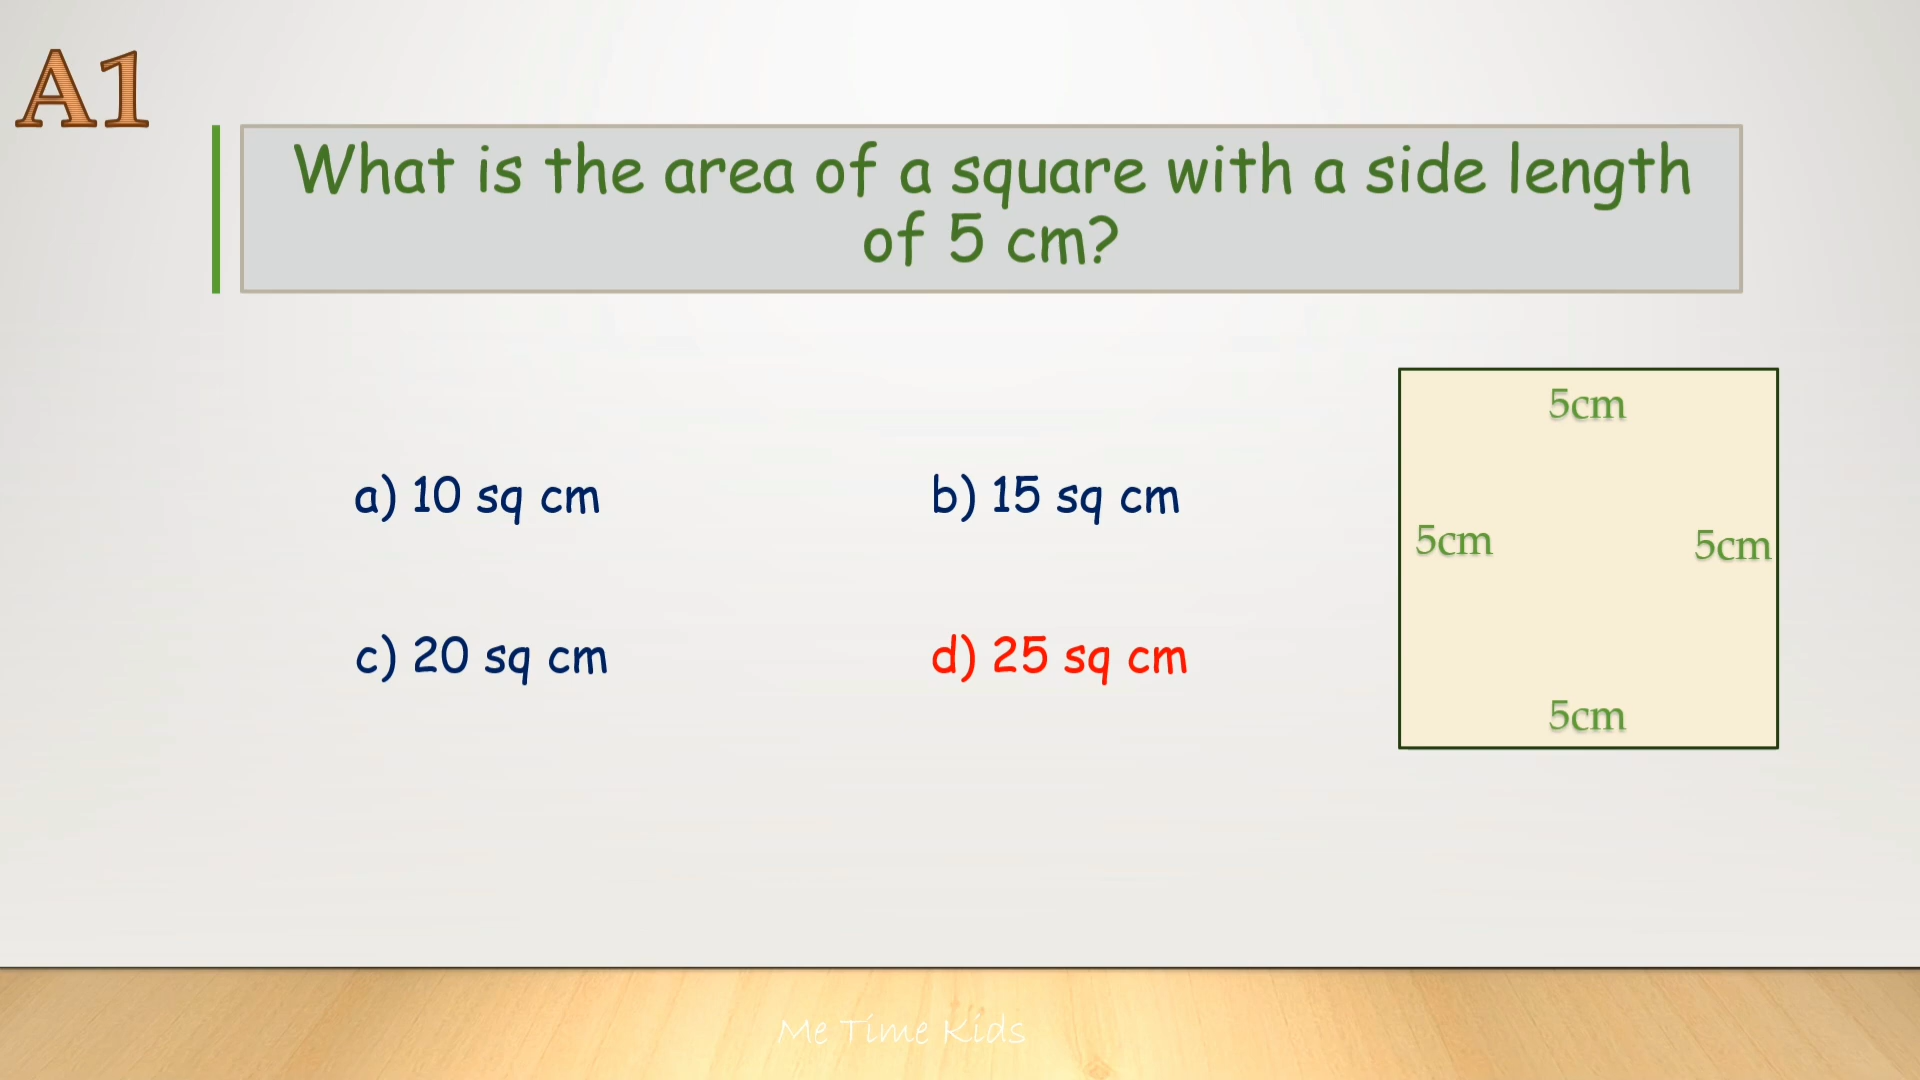 A1
What is the area of a square with a side length
of 5 cm?
a) 10 sq cm
b) 15 sq cm
c) 20 sq cm
d) 25 sq cm
5cm
5cm
5cm
5cm
Me Time Kids